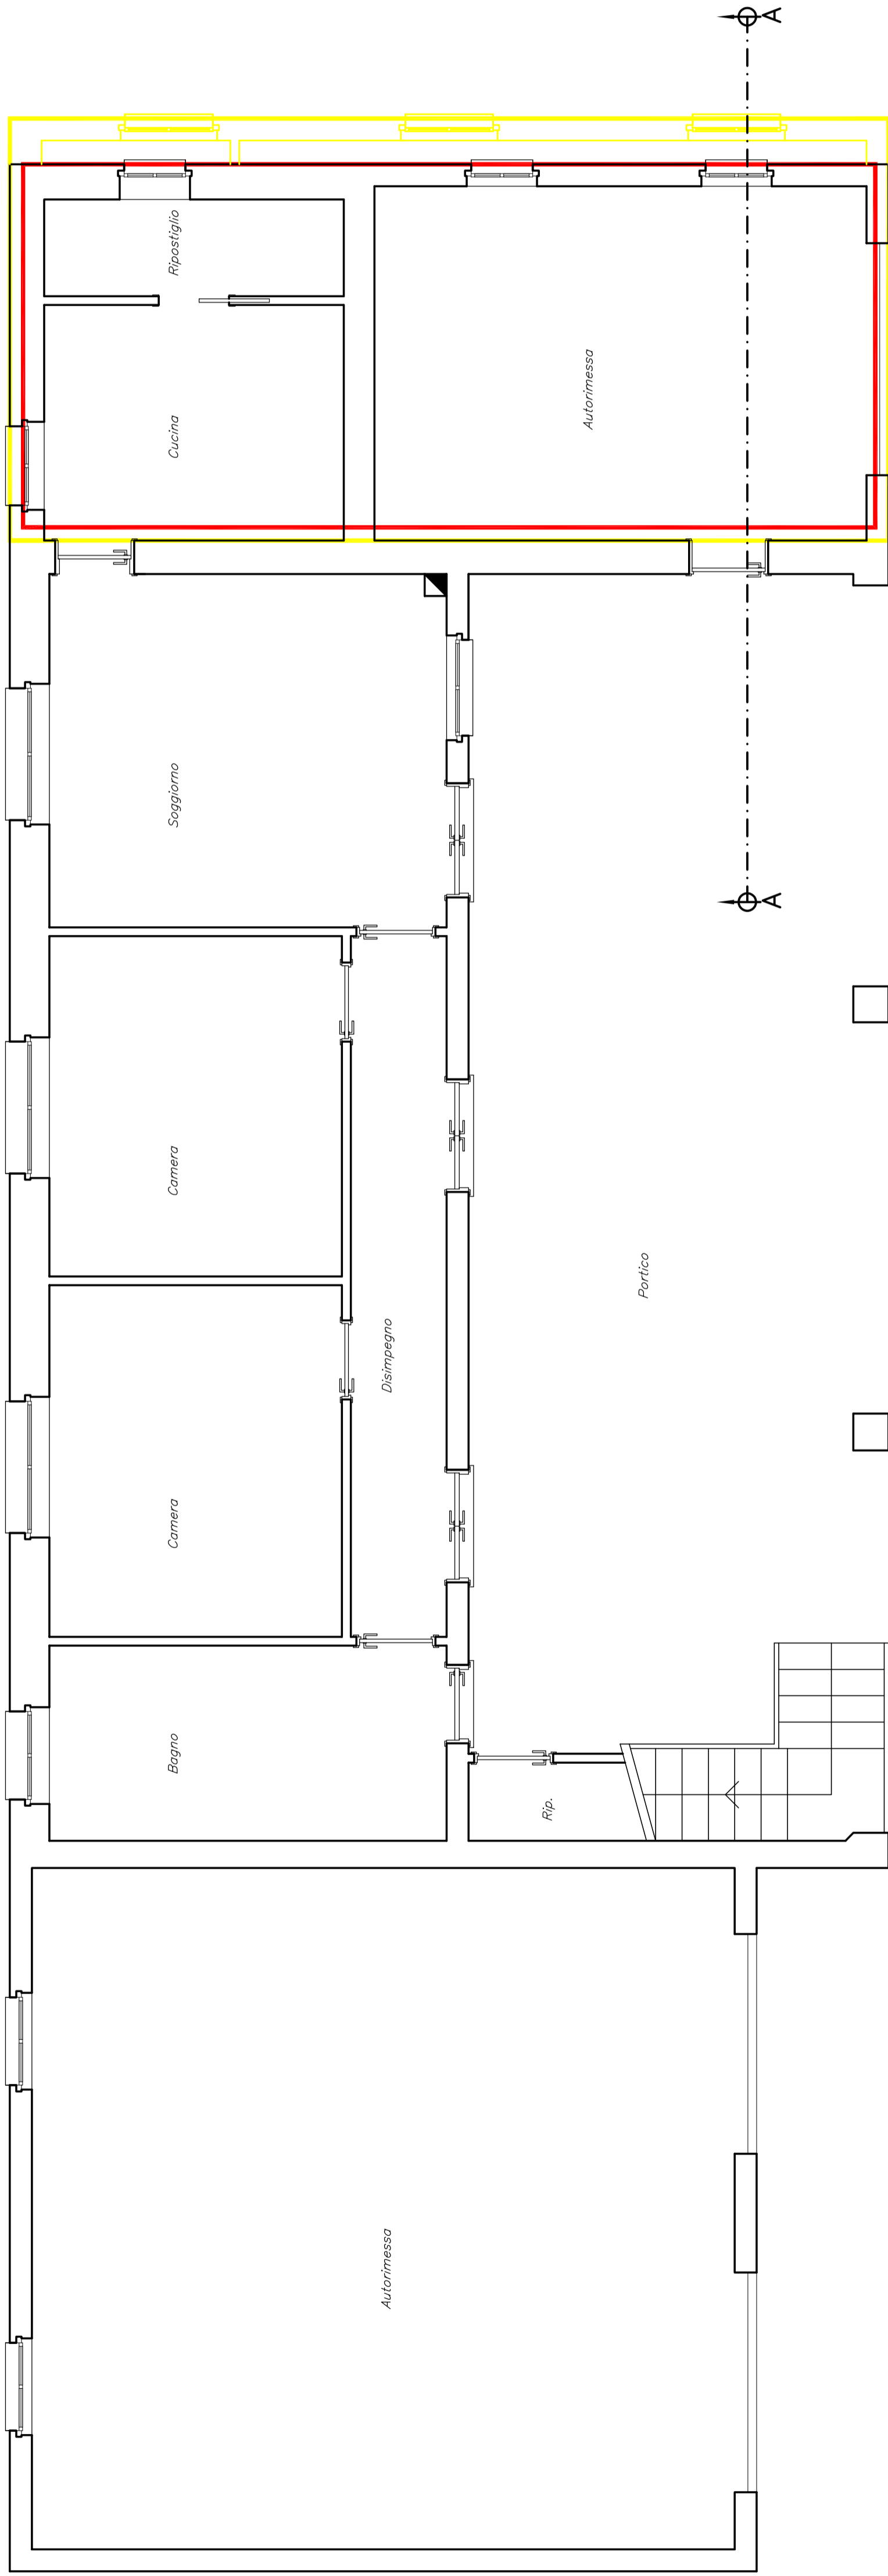 A
Ripostiglio
Cucina
Autorimessa
Soggiorno
A
Camera
Portico
Disimpegno
Camera
Bagno
Rip.
Autorimessa